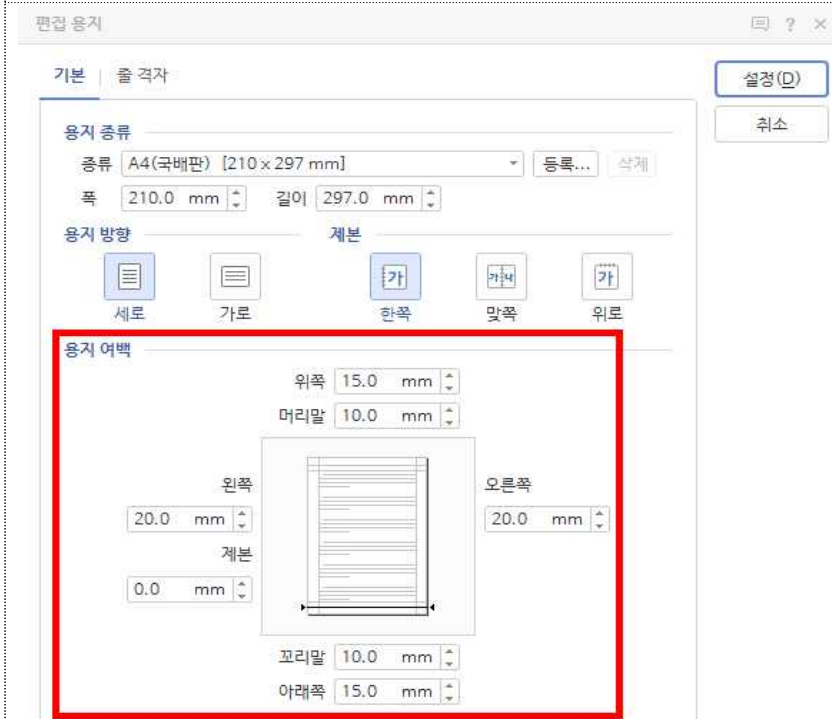 편집 용지
? ×
기본 | 줄 격자
설정(D)
취소
용지 종류
종류 A4(국배판) [210 x 297 mm] 등록... 삭제
폭 210.0 mm 길이 297.0 mm
용지 방향 제본
가 가나 가
세로 가로 한쪽 맞쪽 위로
용지 여백
위쪽 15.0 mm
머리말 10.0 mm
왼쪽 오른쪽
20.0 mm 20.0 mm
제본
0.0 mm
꼬리말 10.0 mm
아래쪽 15.0 mm